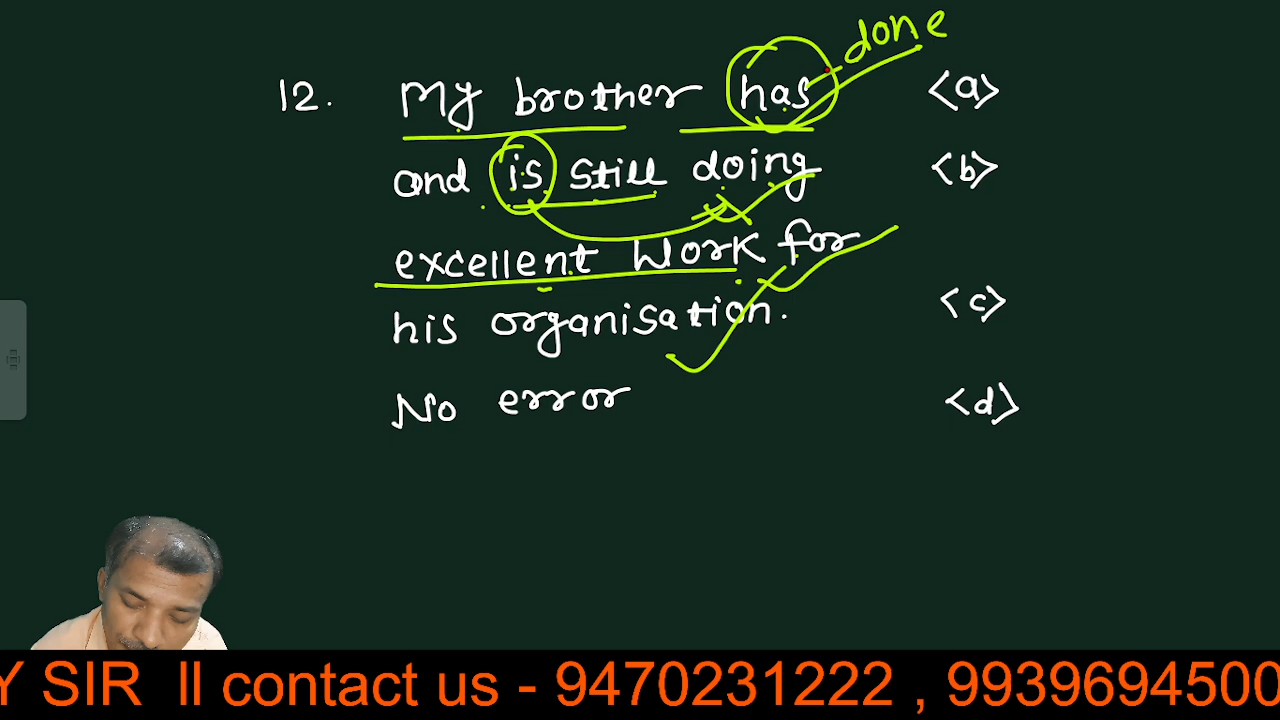 done
12. My brother has <a>
and is still doing <b>
excellent work for
his organisation. <c>
No error <d>
Y SIR ll contact us - 9470231222 , 9939694500